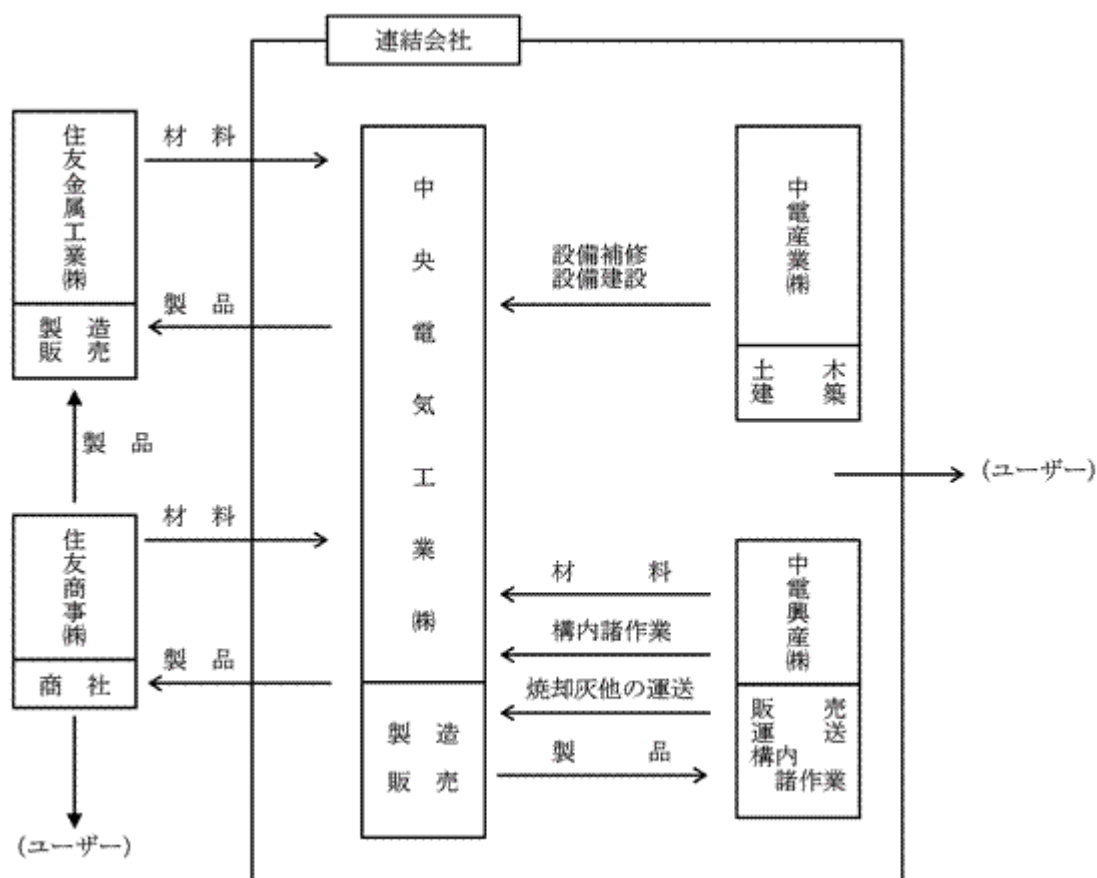 連結会社
住友金属工業㈱
製造
販売
材料
製品
製品
住友商事㈱
商社
材料
製品
(ユーザー)
中央電気工業㈱
製造
販売
設備補修
設備建設
材料
構内諸作業
焼却灰他の運送
製品
中電産業㈱
土木
建築
(ユーザー)
中電興産㈱
販売
運送
構内
諸作業